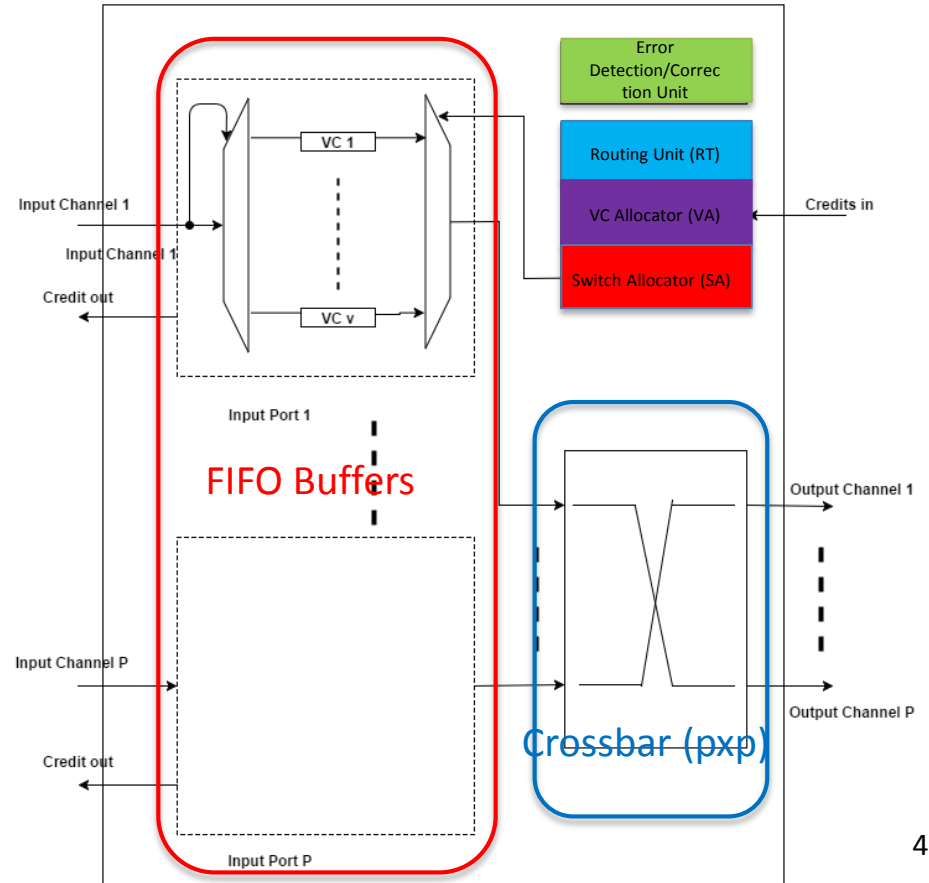 Error
Detection/Correc
tion Unit
VC 1
Routing Unit (RT)
Input Channel 1
VC Allocator (VA)
Credits in
Input Channel 1
Switch Allocator (SA)
Credit out
VC v
Input Port 1
FIFO Buffers
Output Channel 1
Input Channel P
Output Channel P
Crossbar (pxp)
Credit out
4
Input Port P